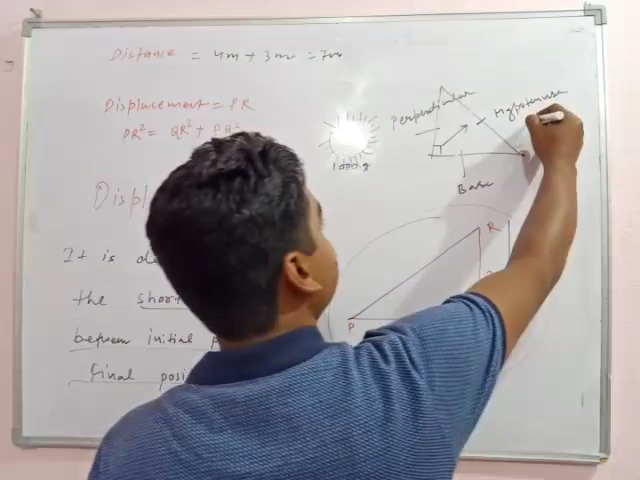 Distance = 4m + 3m = 7m
Displacement = PR
PR² = QR² + PQ²
Perpendicular
Hypotenuse
1000g
Base
It is
the short
between initial
final posi
R
P